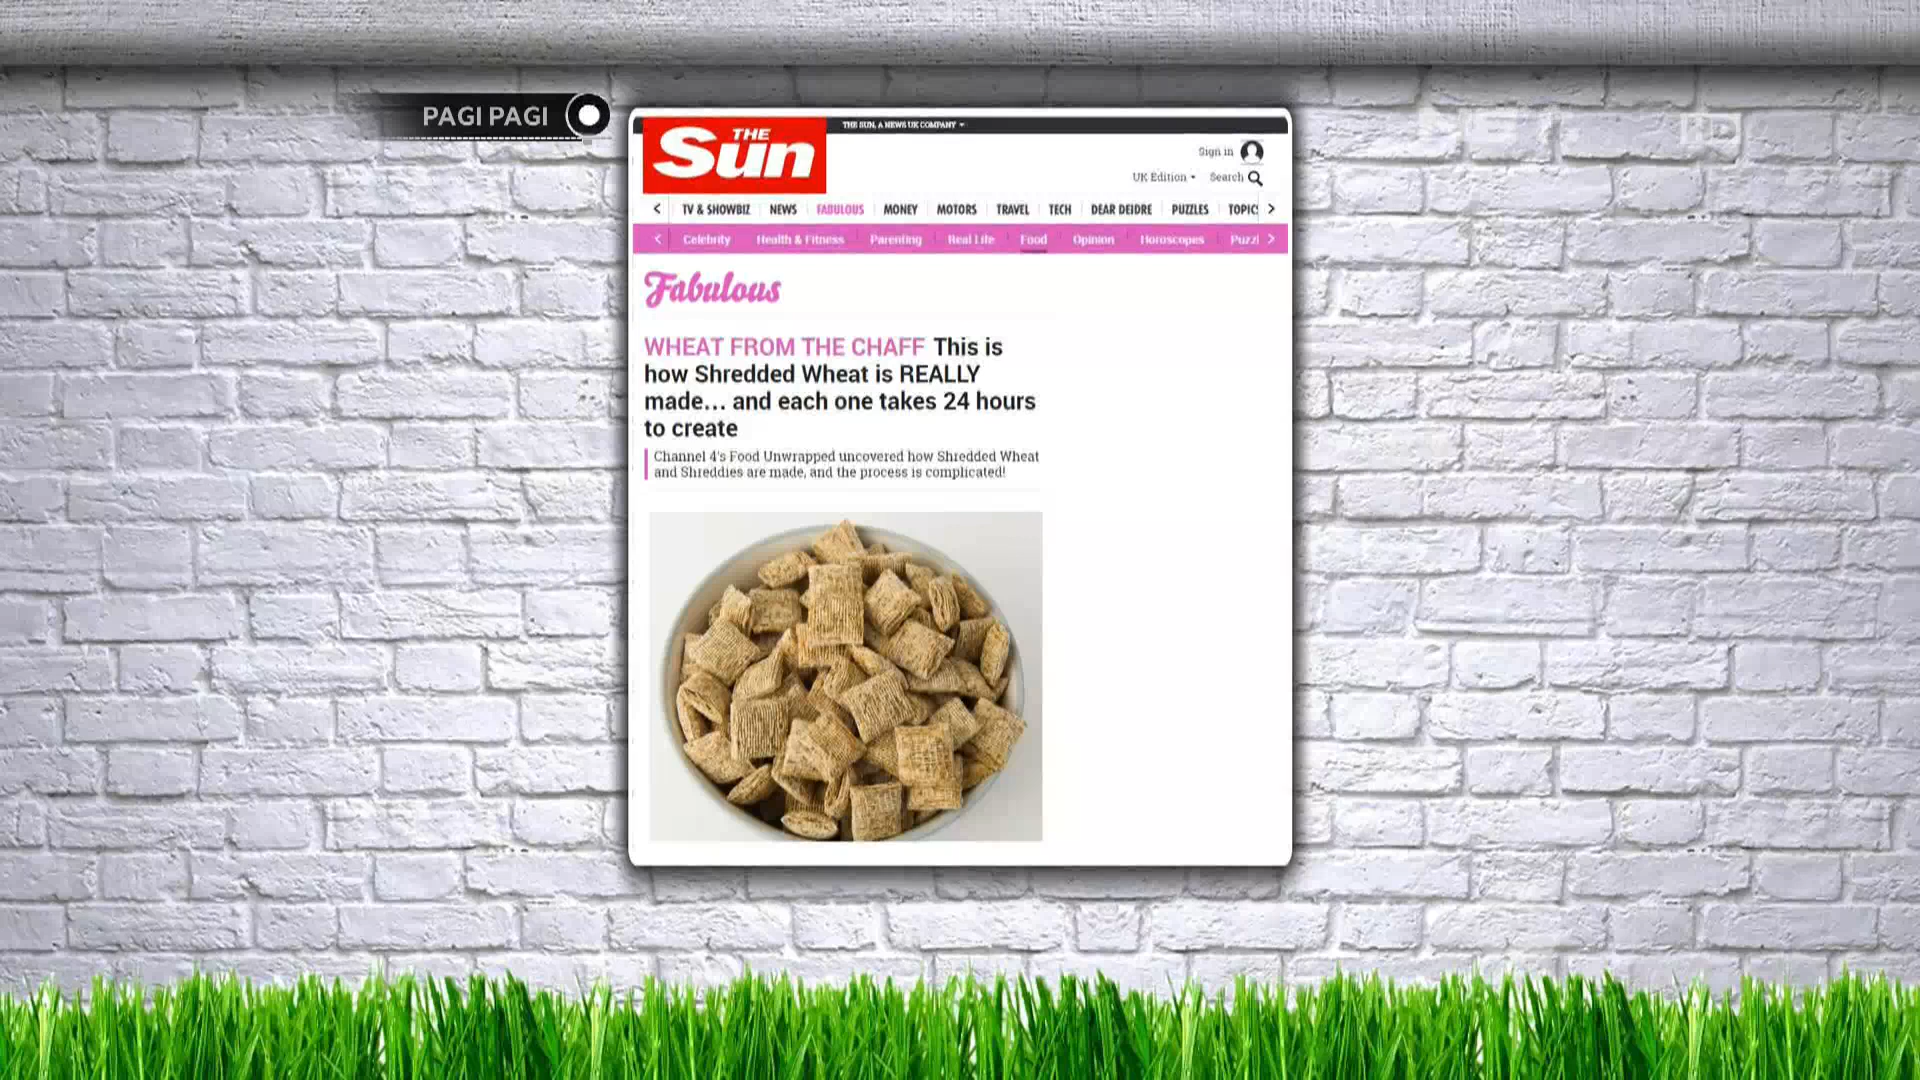 PAGI PAGI
THE SUN, A NEWS UK COMPANY
THE Sun
Sign in
UK Edition
Search
TV & SHOWBIZ NEWS FABULOUS MONEY MOTORS TRAVEL TECH DEAR DEIDRE PUZZLES TOPICS
Celebrity Health & Fitness Parenting Real Life Food Opinion Horoscopes Puzzl
Fabulous
WHEAT FROM THE CHAFF This is
how Shredded Wheat is REALLY
made... and each one takes 24 hours
to create
Channel 4's Food Unwrapped uncovered how Shredded Wheat
and Shreddies are made, and the process is complicated!